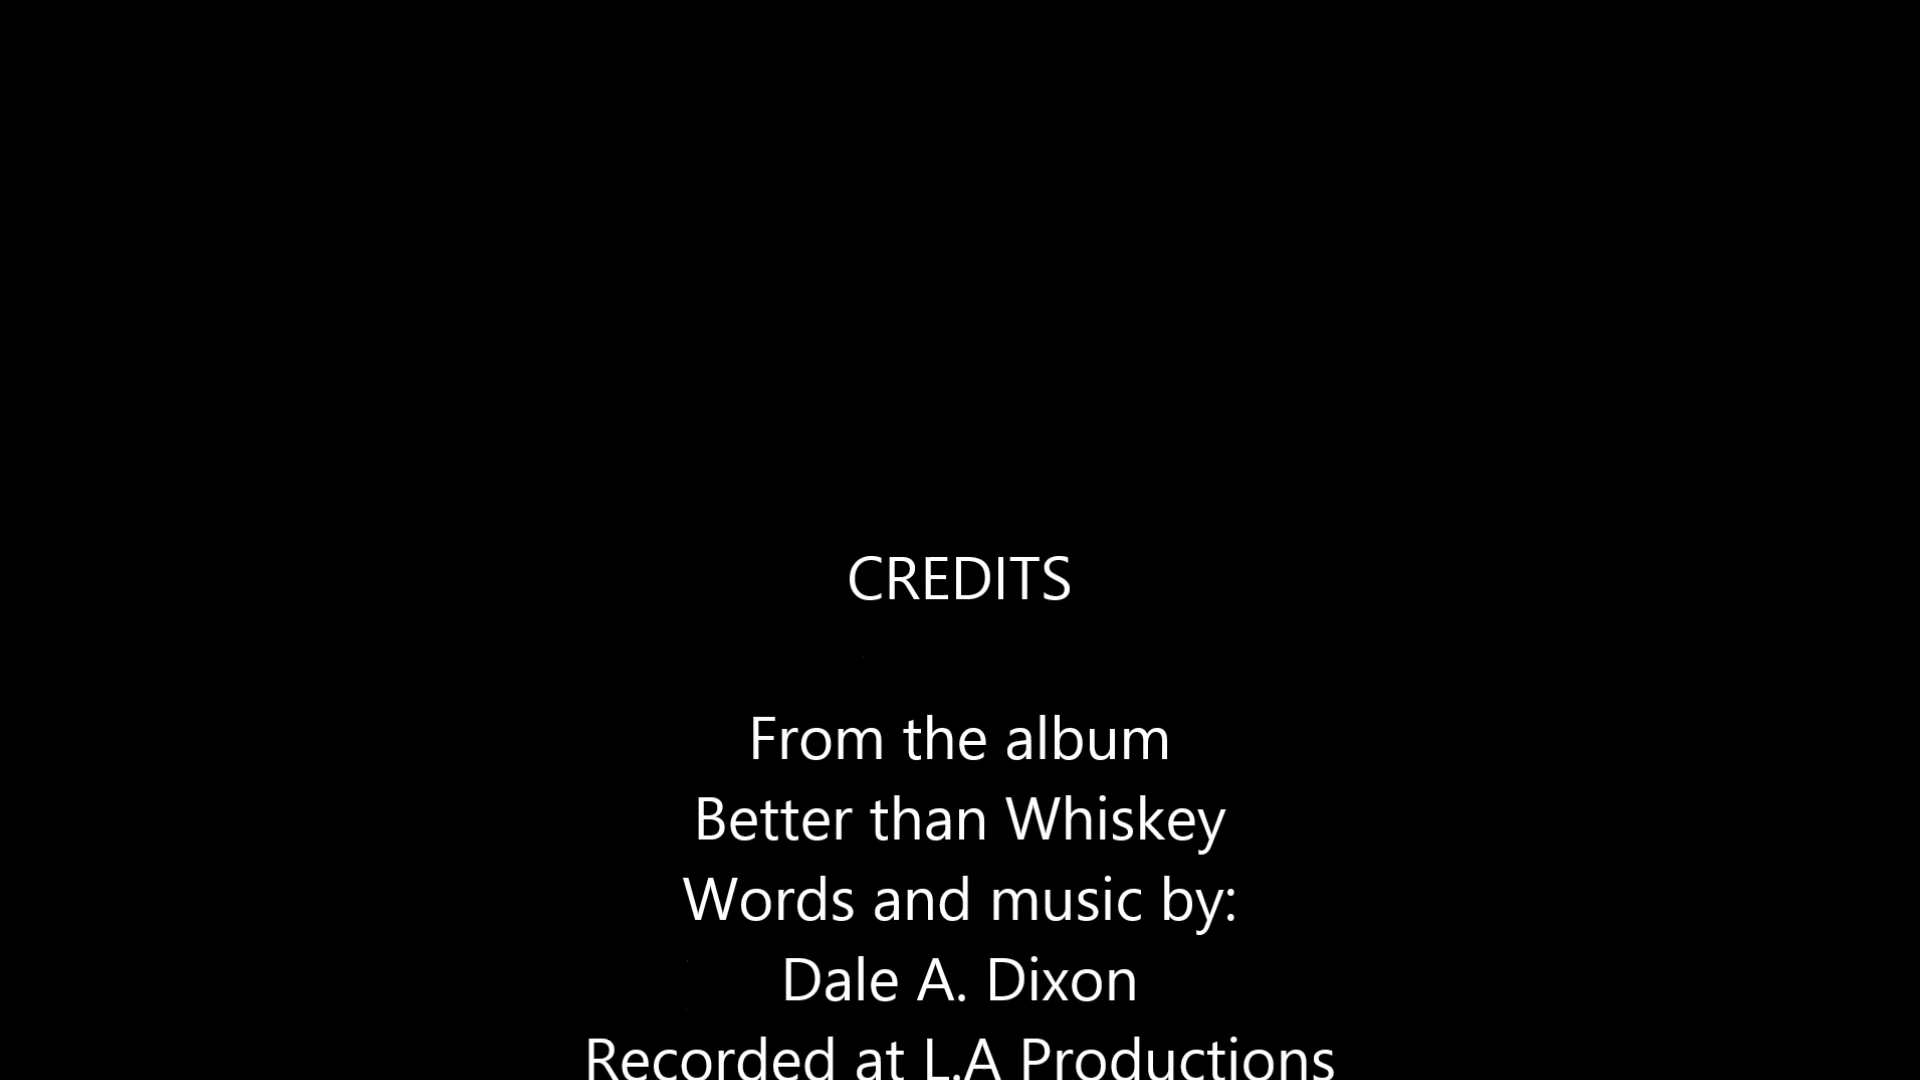 CREDITS
From the album
Better than Whiskey
Words and music by:
Dale A. Dixon
Recorded at L.A Productions